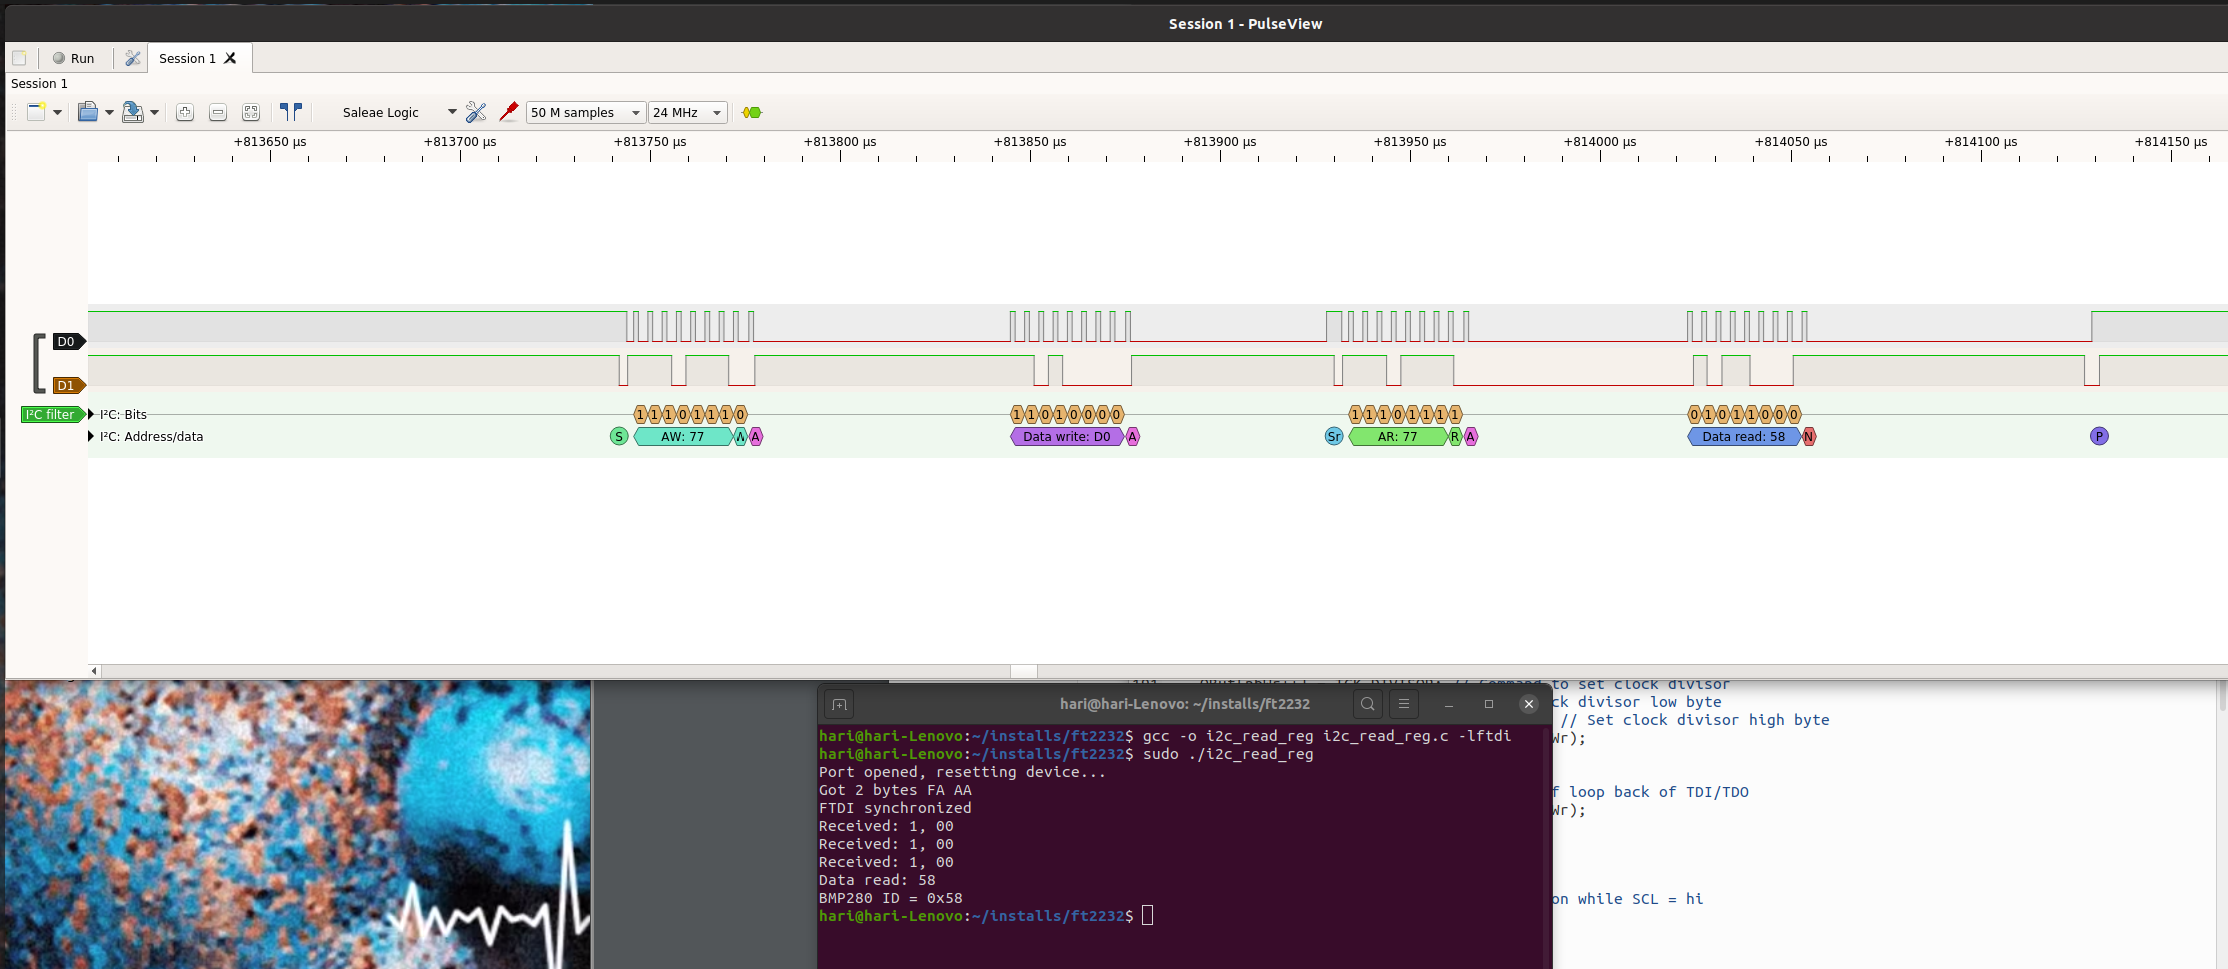 Session 1 - PulseView
Run
Session 1
Session 1
Saleae Logic
50 M samples
24 MHz
+813650 µs +813700 µs +813750 µs +813800 µs +813850 µs +813900 µs +813950 µs +814000 µs +814050 µs +814100 µs +814150 µs
D0
D1
I²C filter
I²C: Bits 1 1 1 0 1 1 1 0 1 1 0 1 0 0 0 0 1 1 1 0 1 1 1 1 0 1 0 1 1 0 0 0
I²C: Address/data S AW: 77 W A Data write: D0 A Sr AR: 77 R A Data read: 58 N P
to set clock divisor
ck divisor low byte
// Set clock divisor high byte
Wr);
f loop back of TDI/TDO
Wr);
on while SCL = hi
hari@hari-Lenovo: ~/installs/ft2232
hari@hari-Lenovo:~/installs/ft2232$ gcc -o i2c_read_reg i2c_read_reg.c -lftdi
hari@hari-Lenovo:~/installs/ft2232$ sudo ./i2c_read_reg
Port opened, resetting device...
Got 2 bytes FA AA
FTDI synchronized
Received: 1, 00
Received: 1, 00
Received: 1, 00
Data read: 58
BMP280 ID = 0x58
hari@hari-Lenovo:~/installs/ft2232$